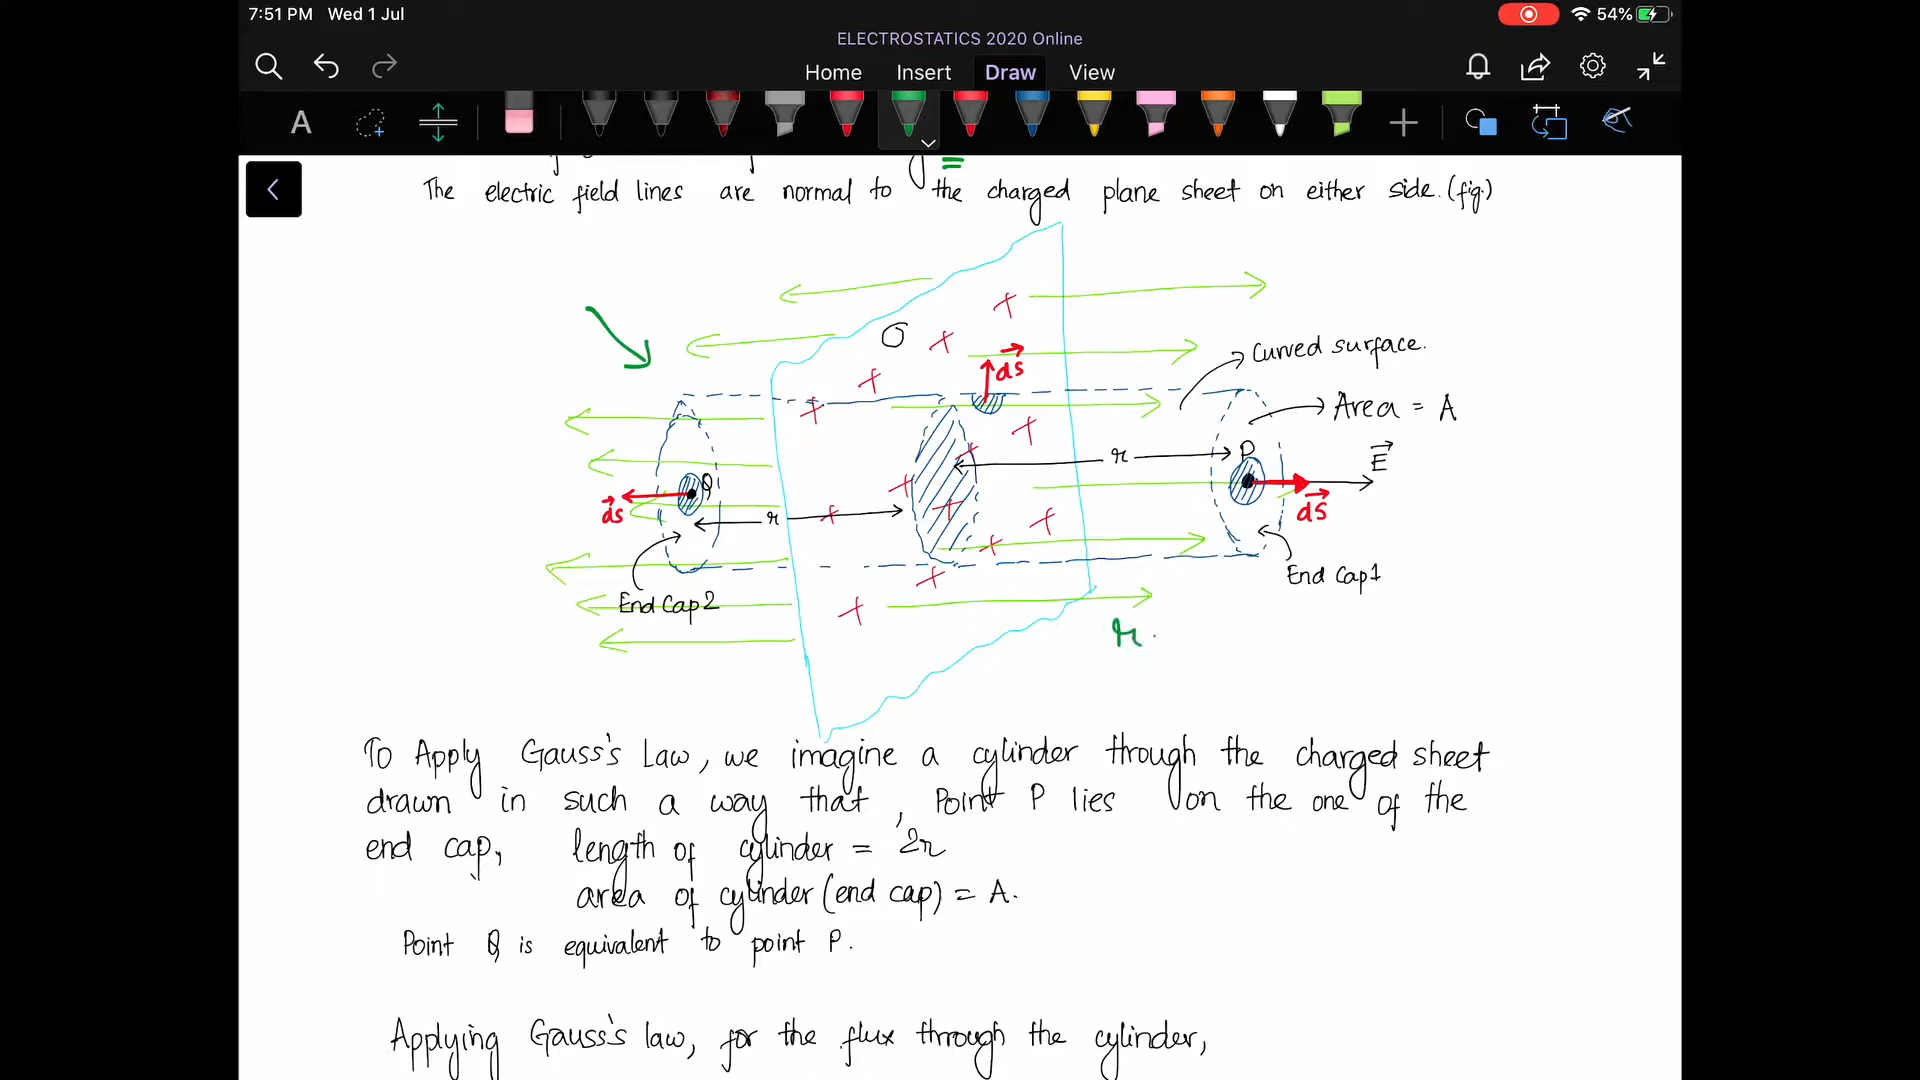 7:51 PM Wed 1 Jul
54%
ELECTROSTATICS 2020 Online
Home Insert Draw View
A
The electric field lines are normal to the charged plane sheet on either side. (fig.)
σ
dS
Curved surface.
Area = A
P
r
E
dS
Q
dS
r
End Cap 1
End Cap 2
r.
To Apply Gauss's Law, we imagine a cylinder through the charged sheet
drawn in such a way that, Point P lies on the one of the
end cap, length of cylinder = 2r
area of cylinder (end cap) = A.
Point Q is equivalent to point P.
Applying Gauss's law, for the flux through the cylinder,